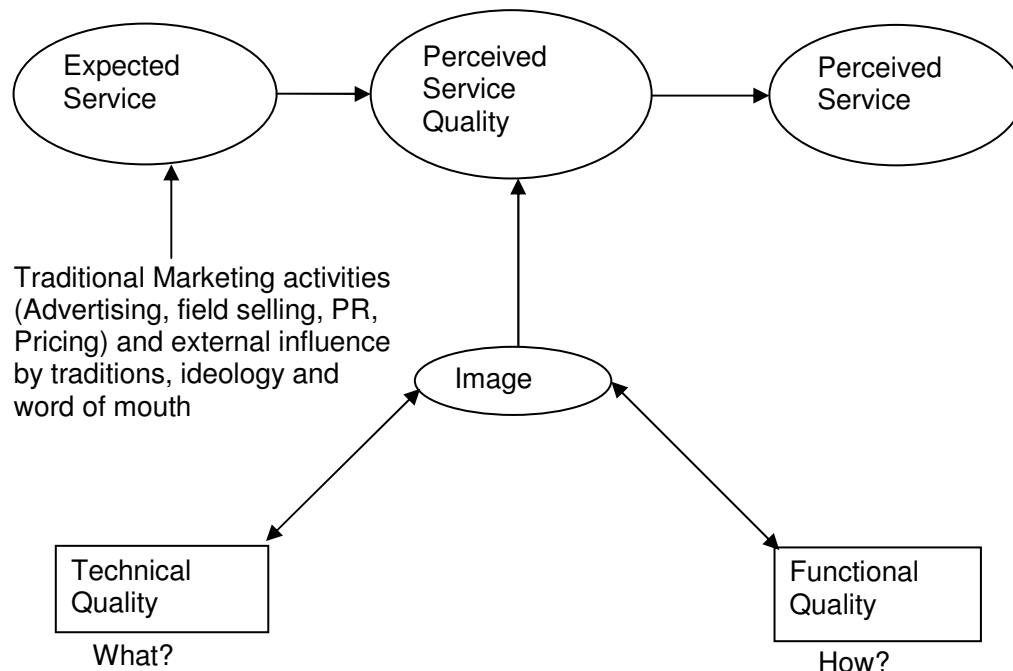 Expected
Service
Perceived
Service
Quality
Perceived
Service
Traditional Marketing activities
(Advertising, field selling, PR,
Pricing) and external influence
by traditions, ideology and
word of mouth
Image
Technical
Quality
What?
Functional
Quality
How?